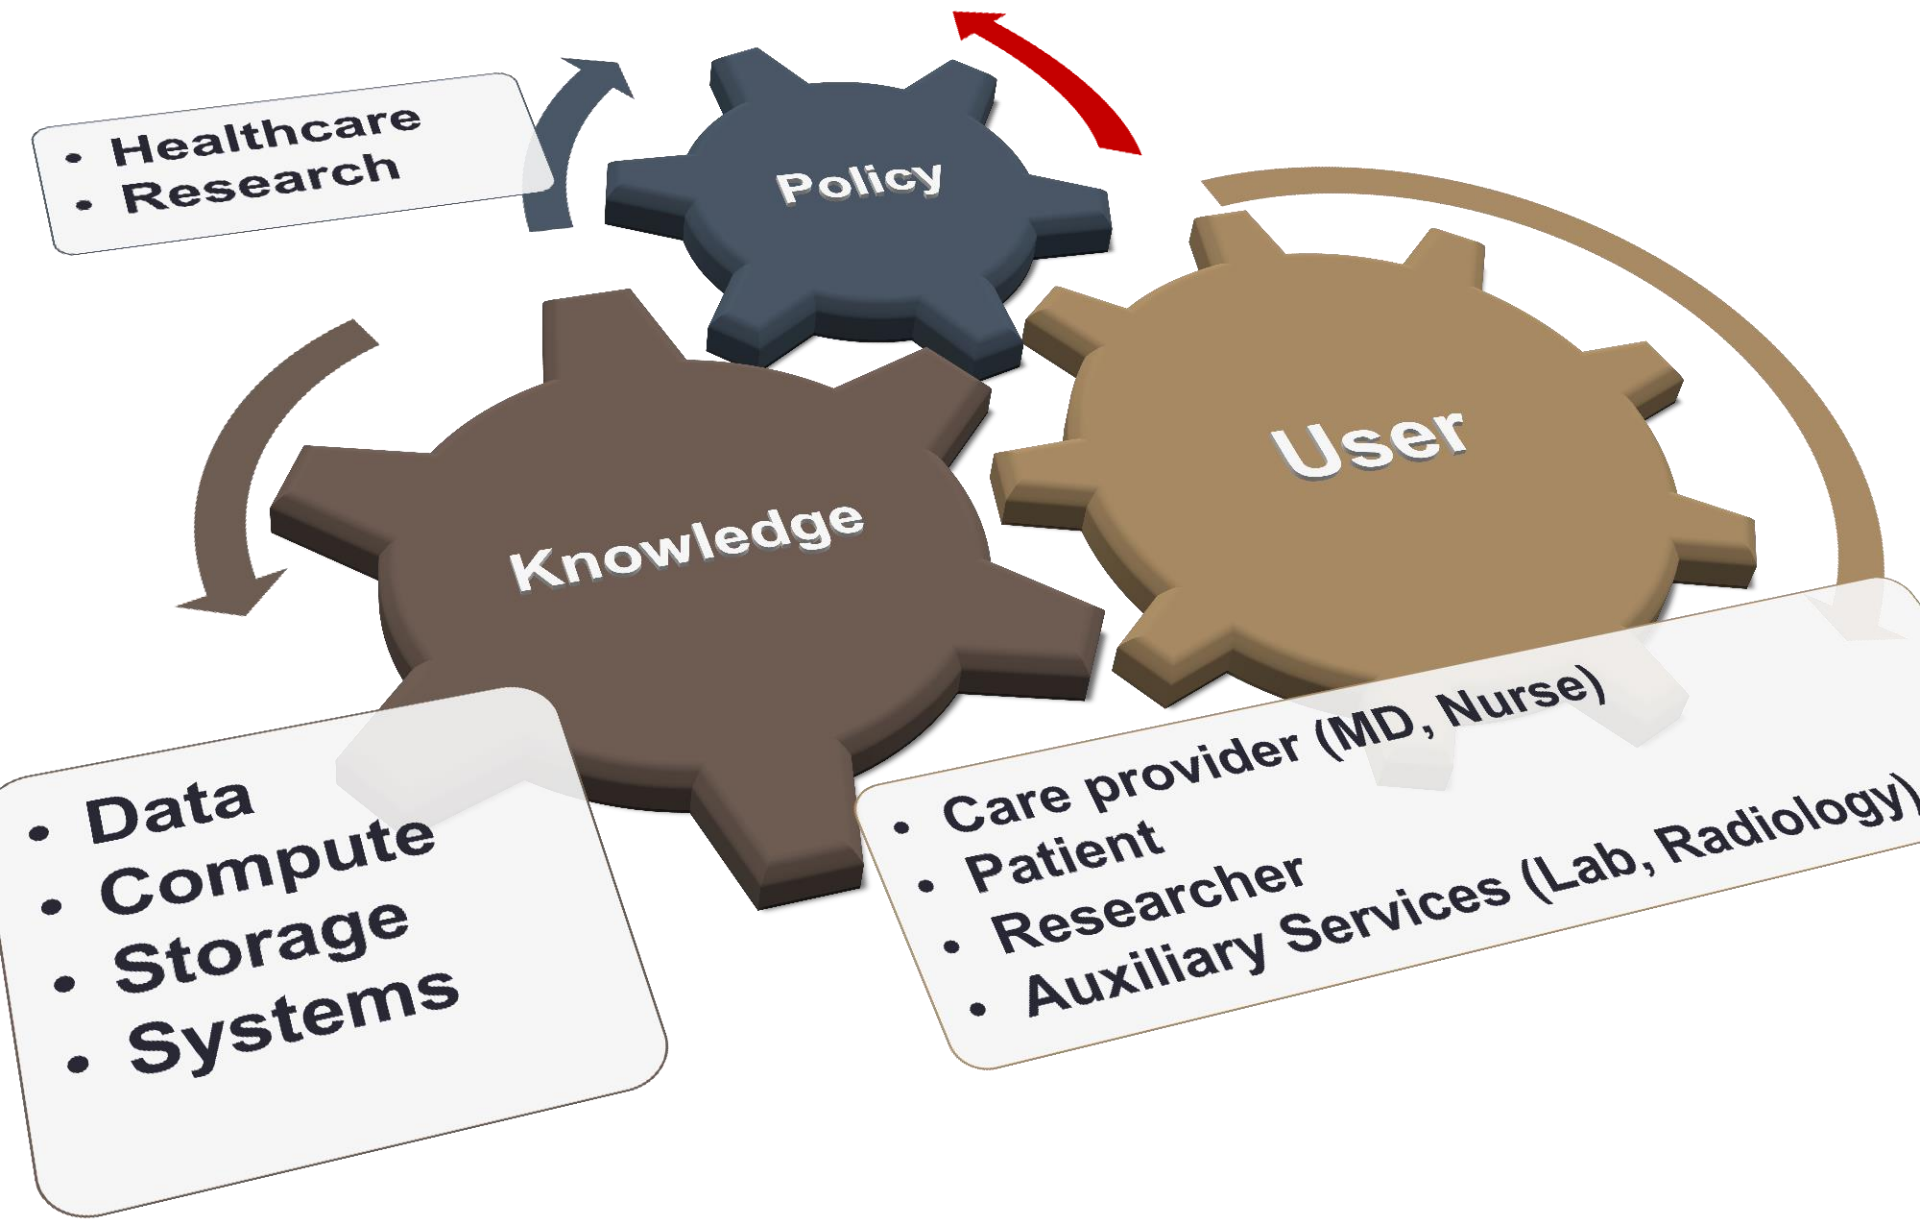 • Healthcare
• Research
Policy
User
Knowledge
• Data
• Compute
• Storage
• Systems
• Care provider (MD, Nurse)
• Patient
• Researcher
• Auxiliary Services (Lab, Radiology)